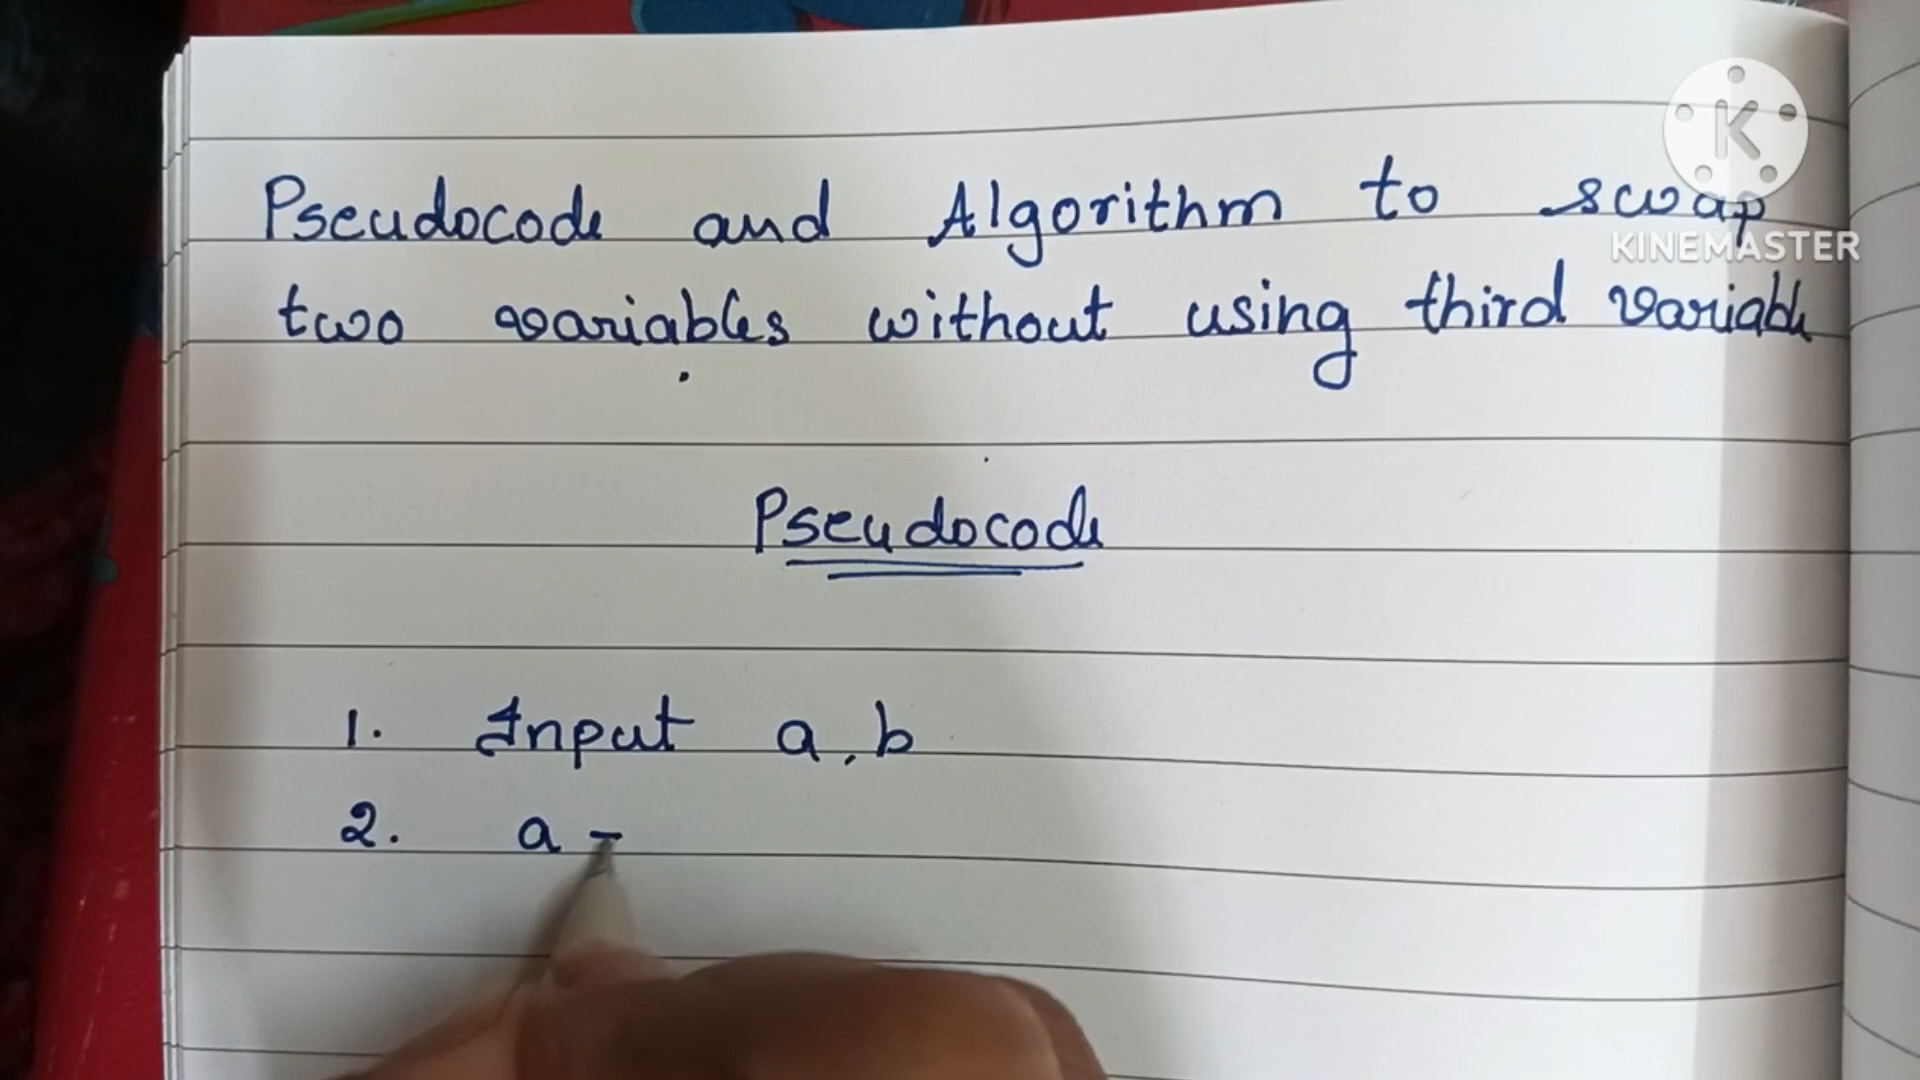 Pseudocode and Algorithm to swap
two variables without using third variable
Pseudocode
1. Input a, b
2. a -
K
KINEMASTER